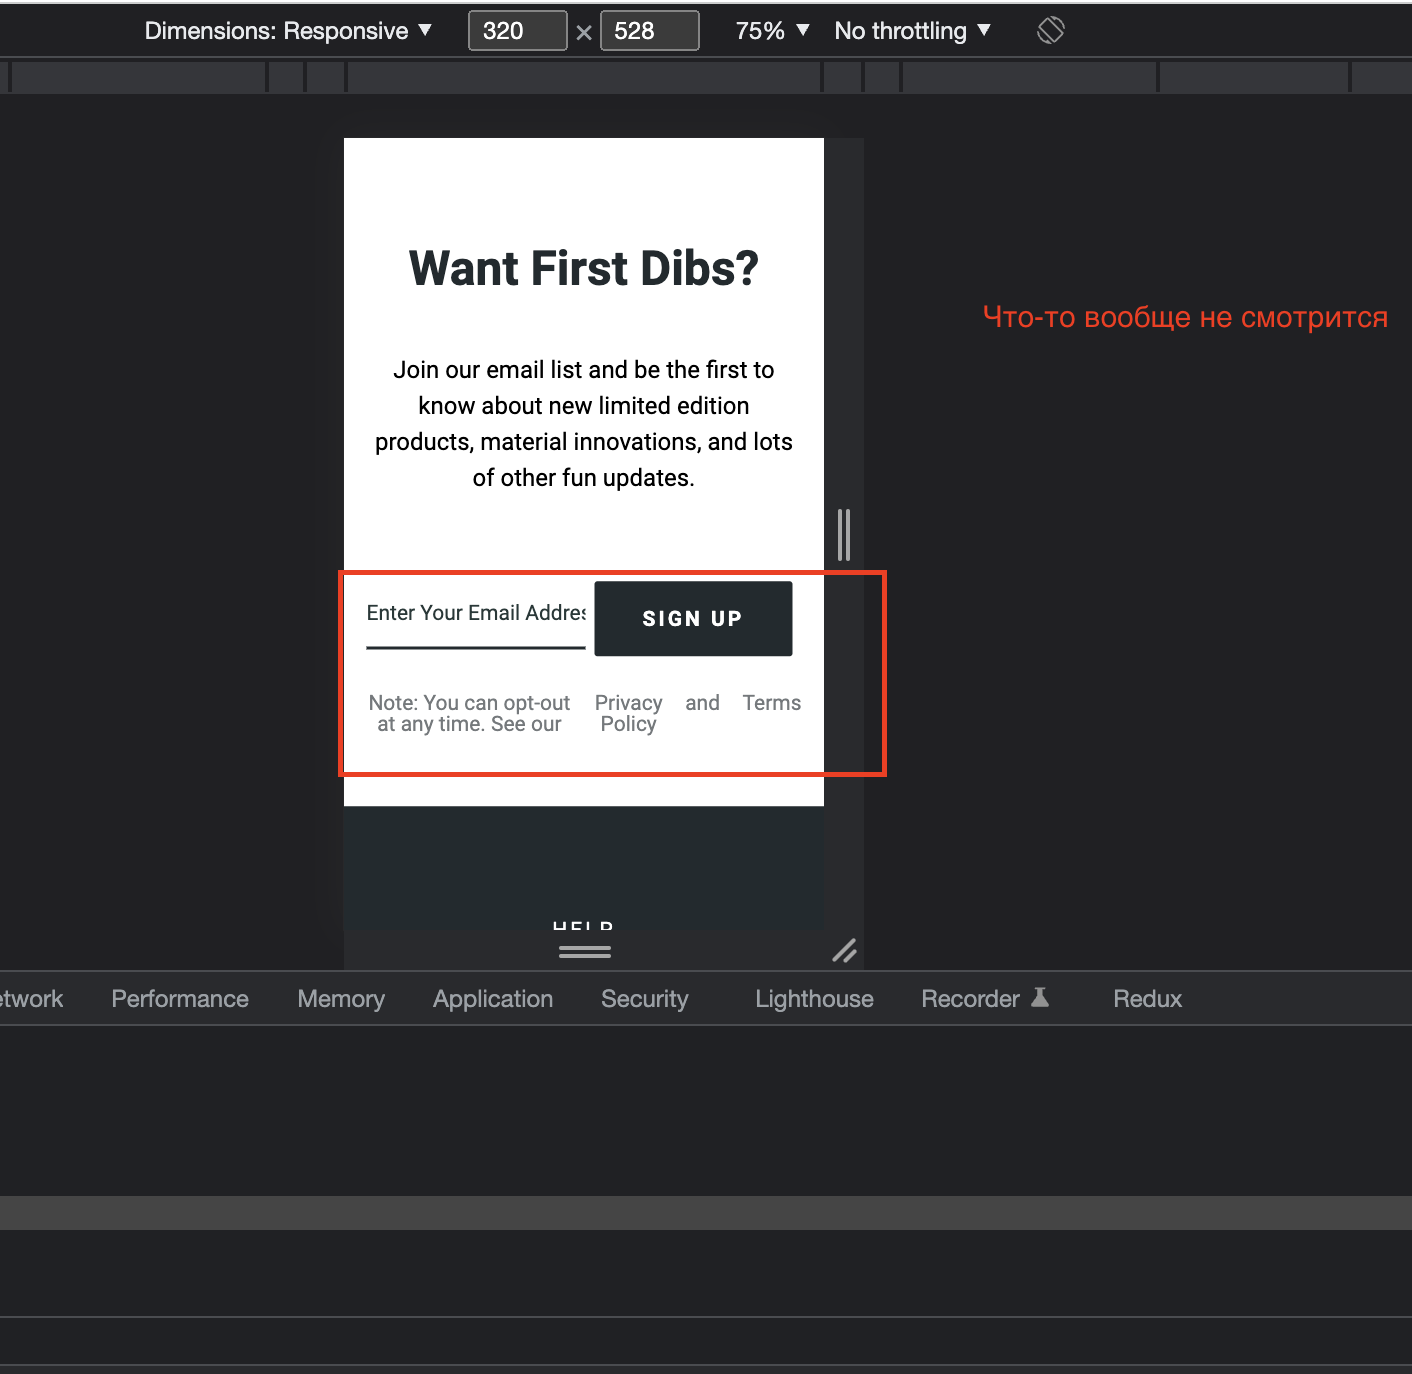 Dimensions: Responsive ▼ 320 × 528 75% ▼ No throttling ▼
Want First Dibs?
Что-то вообще не смотрится
Join our email list and be the first to
know about new limited edition
products, material innovations, and lots
of other fun updates.
Enter Your Email Addres
SIGN UP
Note: You can opt-out
at any time. See our
Privacy
Policy
and
Terms
HELP
etwork Performance Memory Application Security Lighthouse Recorder Redux